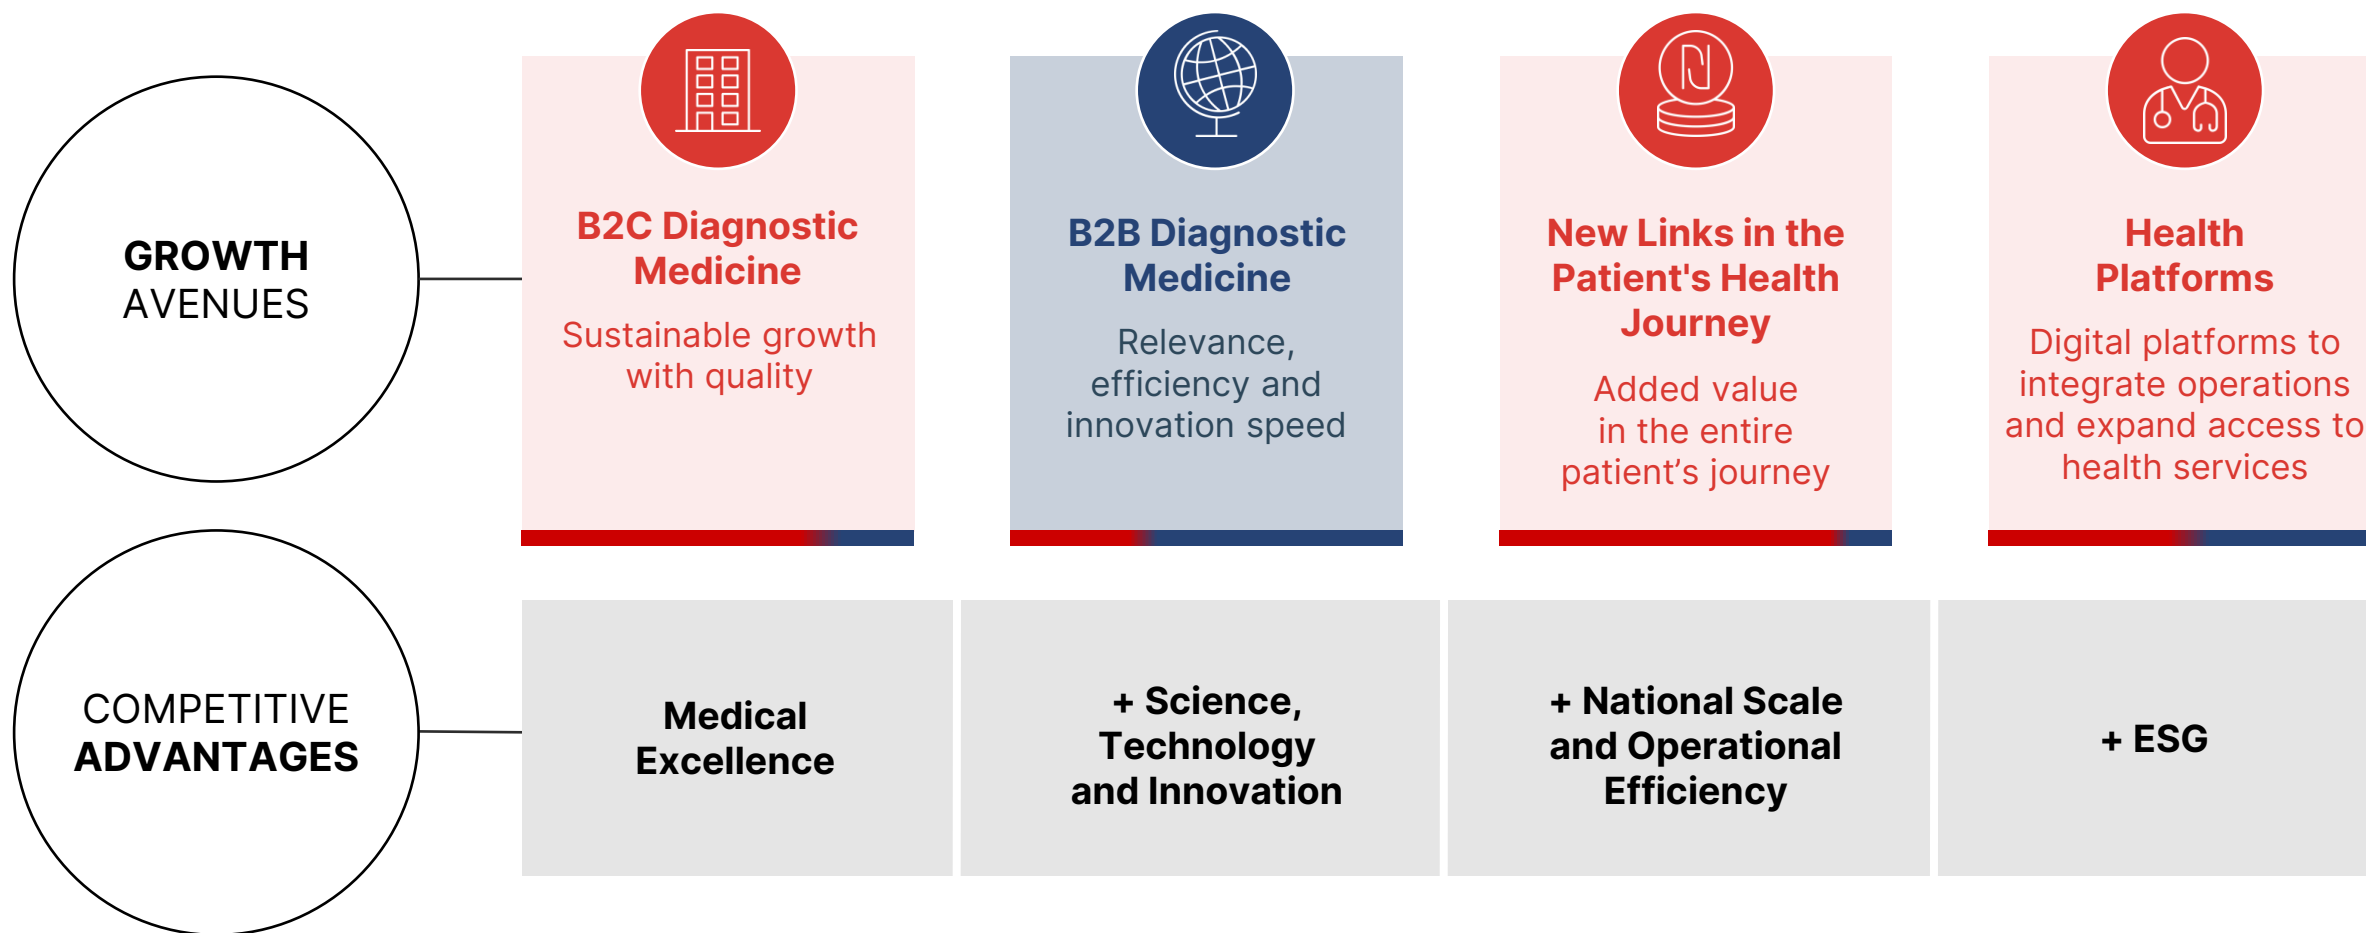 GROWTH
AVENUES
B2C Diagnostic
Medicine
Sustainable growth
with quality
B2B Diagnostic
Medicine
Relevance,
efficiency and
innovation speed
New Links in the
Patient's Health
Journey
Added value
in the entire
patient’s journey
Health
Platforms
Digital platforms to
integrate operations
and expand access to
health services
COMPETITIVE
ADVANTAGES
Medical
Excellence
+ Science,
Technology
and Innovation
+ National Scale
and Operational
Efficiency
+ ESG